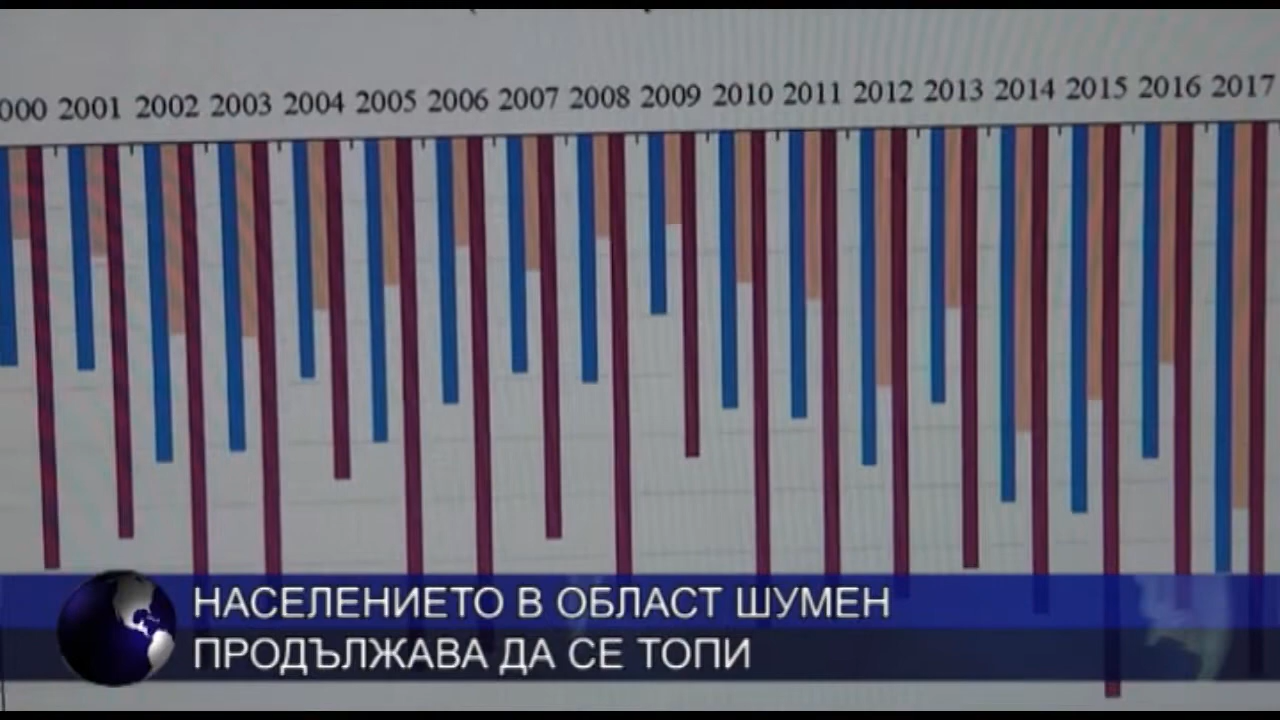 000 2001 2002 2003 2004 2005 2006 2007 2008 2009 2010 2011 2012 2013 2014 2015 2016 2017
НАСЕЛЕНИЕТО В ОБЛАСТ ШУМЕН
ПРОДЪЛЖАВА ДА СЕ ТОПИ